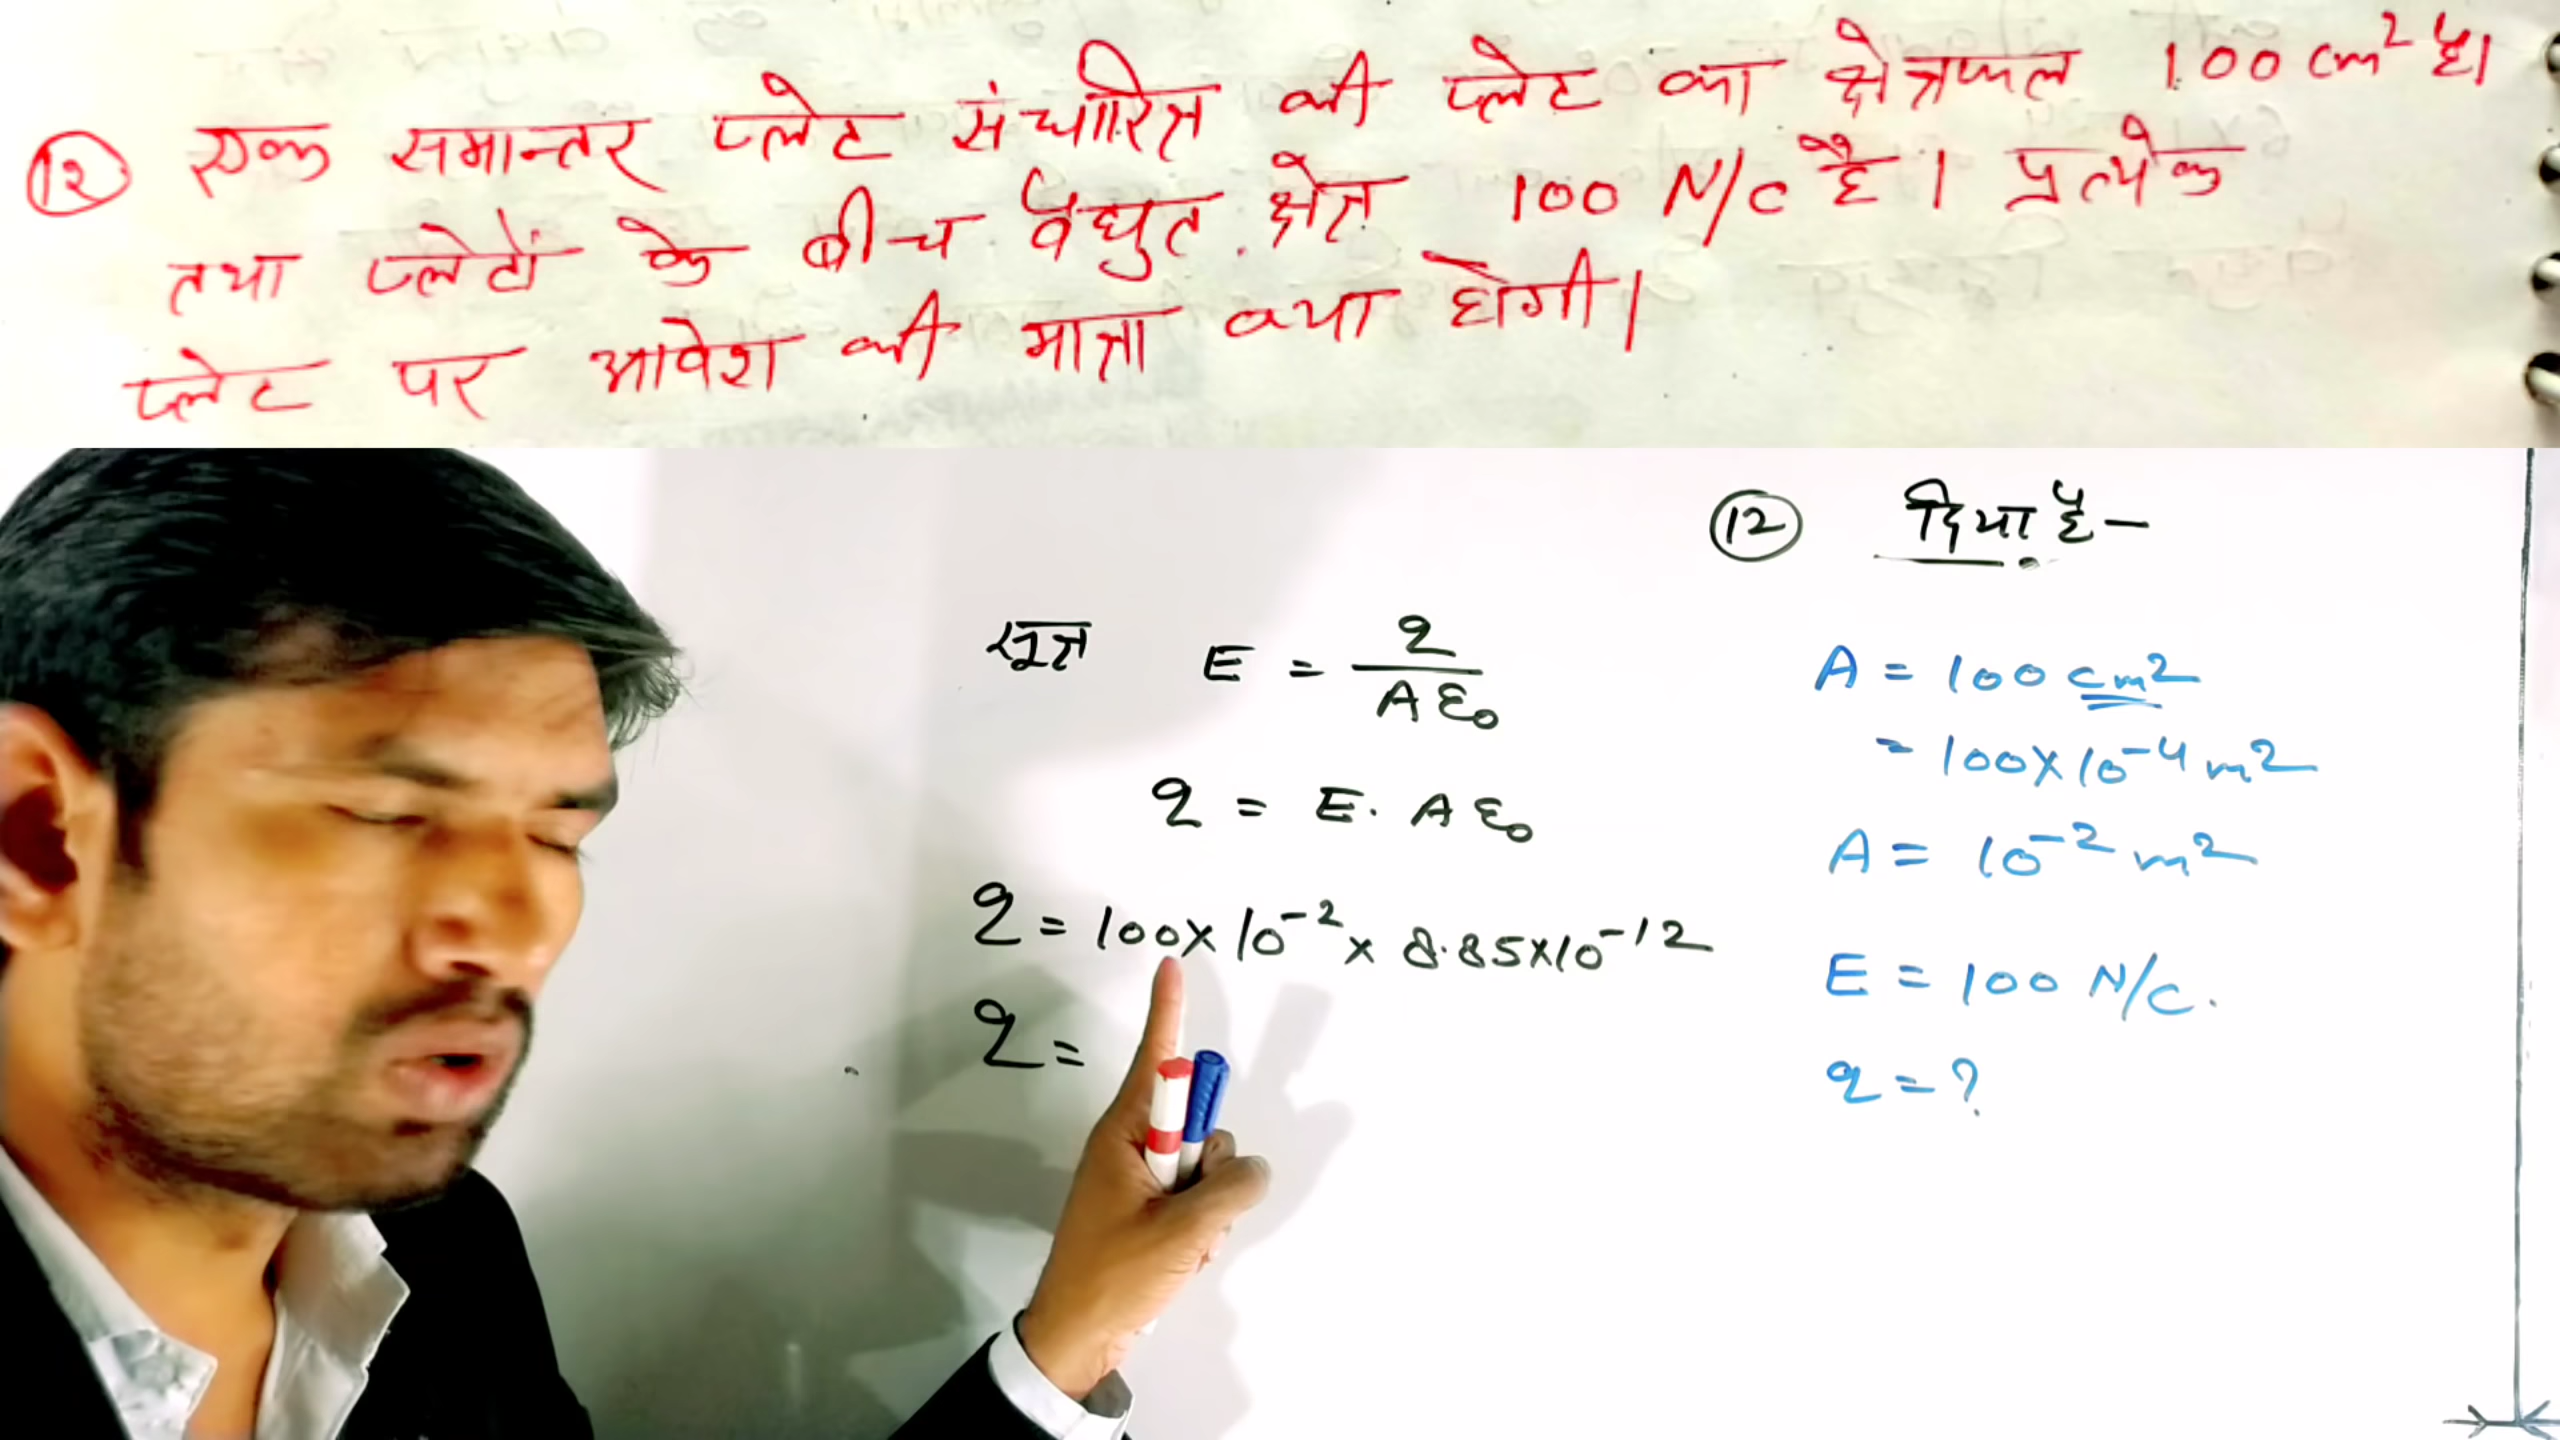 12 एक समान्तर प्लेट संधारित्र की प्लेट का क्षेत्रफल 100 cm² है।
तथा प्लेटों के बीच वैद्युत क्षेत्र 100 N/C है। प्रत्येक
प्लेट पर आवेश की मात्रा क्या होगी।
12 दिया है–
सूत्र E = q / Aε₀
q = E. Aε₀
q = 100 × 10⁻² × 8.85×10⁻¹²
q =
A = 100 cm²
= 100×10⁻⁴ m²
A = 10⁻² m²
E = 100 N/C.
q = ?